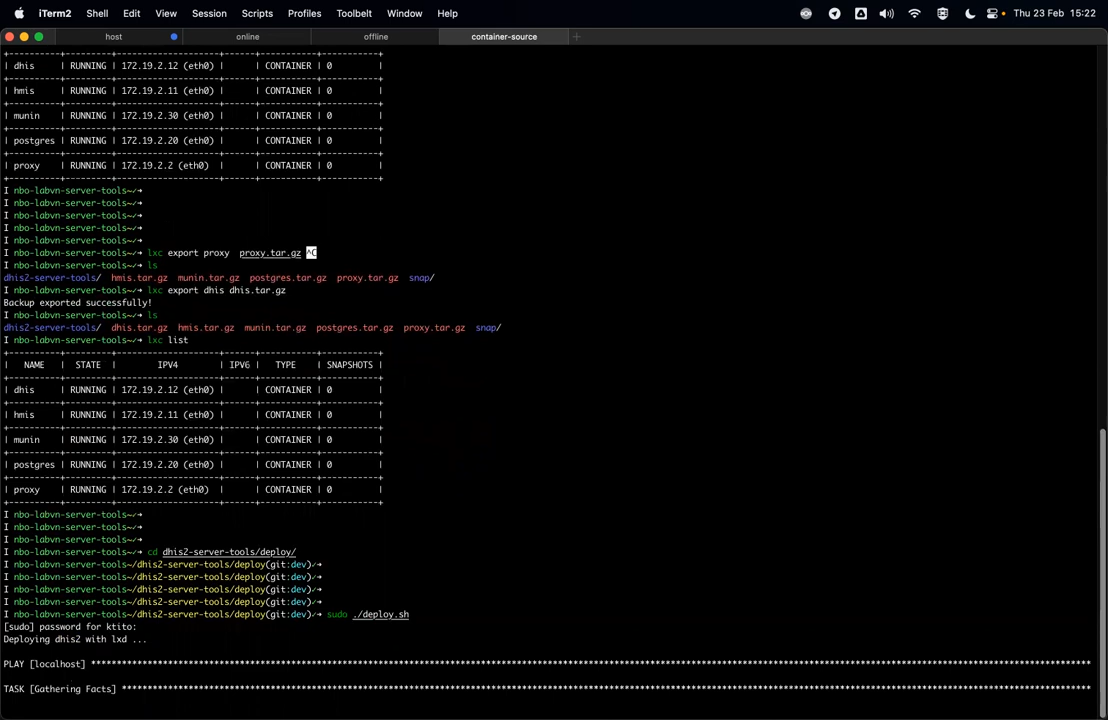 iTerm2 Shell Edit View Session Scripts Profiles Toolbelt Window Help Thu 23 Feb 15:22
host online offline container-source +
+----------+---------+--------------------+------+-----------+-----------+
| dhis | RUNNING | 172.19.2.12 (eth0) | | CONTAINER | 0 |
+----------+---------+--------------------+------+-----------+-----------+
| hmis | RUNNING | 172.19.2.11 (eth0) | | CONTAINER | 0 |
+----------+---------+--------------------+------+-----------+-----------+
| munin | RUNNING | 172.19.2.30 (eth0) | | CONTAINER | 0 |
+----------+---------+--------------------+------+-----------+-----------+
| postgres | RUNNING | 172.19.2.20 (eth0) | | CONTAINER | 0 |
+----------+---------+--------------------+------+-----------+-----------+
| proxy | RUNNING | 172.19.2.2 (eth0) | | CONTAINER | 0 |
+----------+---------+--------------------+------+-----------+-----------+
I nbo-labvn-server-tools~✓→
I nbo-labvn-server-tools~✓→
I nbo-labvn-server-tools~✓→
I nbo-labvn-server-tools~✓→
I nbo-labvn-server-tools~✓→
I nbo-labvn-server-tools~✓→ lxc export proxy proxy.tar.gz ^C
I nbo-labvn-server-tools~✓→ ls
dhis2-server-tools/ hmis.tar.gz munin.tar.gz postgres.tar.gz proxy.tar.gz snap/
I nbo-labvn-server-tools~✓→ lxc export dhis dhis.tar.gz
Backup exported successfully!
I nbo-labvn-server-tools~✓→ ls
dhis2-server-tools/ dhis.tar.gz hmis.tar.gz munin.tar.gz postgres.tar.gz proxy.tar.gz snap/
I nbo-labvn-server-tools~✓→ lxc list
+----------+---------+--------------------+------+-----------+-----------+
| NAME | STATE | IPV4 | IPV6 | TYPE | SNAPSHOTS |
+----------+---------+--------------------+------+-----------+-----------+
| dhis | RUNNING | 172.19.2.12 (eth0) | | CONTAINER | 0 |
+----------+---------+--------------------+------+-----------+-----------+
| hmis | RUNNING | 172.19.2.11 (eth0) | | CONTAINER | 0 |
+----------+---------+--------------------+------+-----------+-----------+
| munin | RUNNING | 172.19.2.30 (eth0) | | CONTAINER | 0 |
+----------+---------+--------------------+------+-----------+-----------+
| postgres | RUNNING | 172.19.2.20 (eth0) | | CONTAINER | 0 |
+----------+---------+--------------------+------+-----------+-----------+
| proxy | RUNNING | 172.19.2.2 (eth0) | | CONTAINER | 0 |
+----------+---------+--------------------+------+-----------+-----------+
I nbo-labvn-server-tools~✓→
I nbo-labvn-server-tools~✓→
I nbo-labvn-server-tools~✓→
I nbo-labvn-server-tools~✓→ cd dhis2-server-tools/deploy/
I nbo-labvn-server-tools~/dhis2-server-tools/deploy(git:dev)✓→
I nbo-labvn-server-tools~/dhis2-server-tools/deploy(git:dev)✓→
I nbo-labvn-server-tools~/dhis2-server-tools/deploy(git:dev)✓→
I nbo-labvn-server-tools~/dhis2-server-tools/deploy(git:dev)✓→
I nbo-labvn-server-tools~/dhis2-server-tools/deploy(git:dev)✓→ sudo ./deploy.sh
[sudo] password for ktito:
Deploying dhis2 with lxd ...
PLAY [localhost] ****************************************************************
TASK [Gathering Facts] **********************************************************